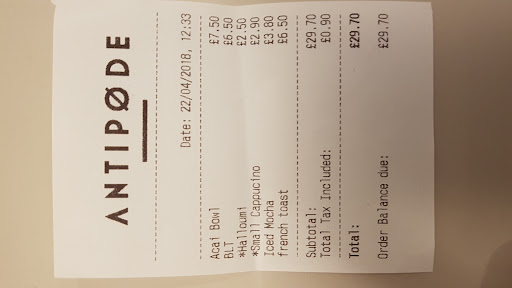 ANTIPØDE
Date: 22/04/2018, 12:33
Acai Bowl £7.50
BLT £6.50
*Halloumi £2.50
*Small Cappucino £2.90
Iced Mocha £3.80
french toast £6.50
Subtotal: £29.70
Total Tax Included: £0.90
Total: £29.70
Order Balance due: £29.70